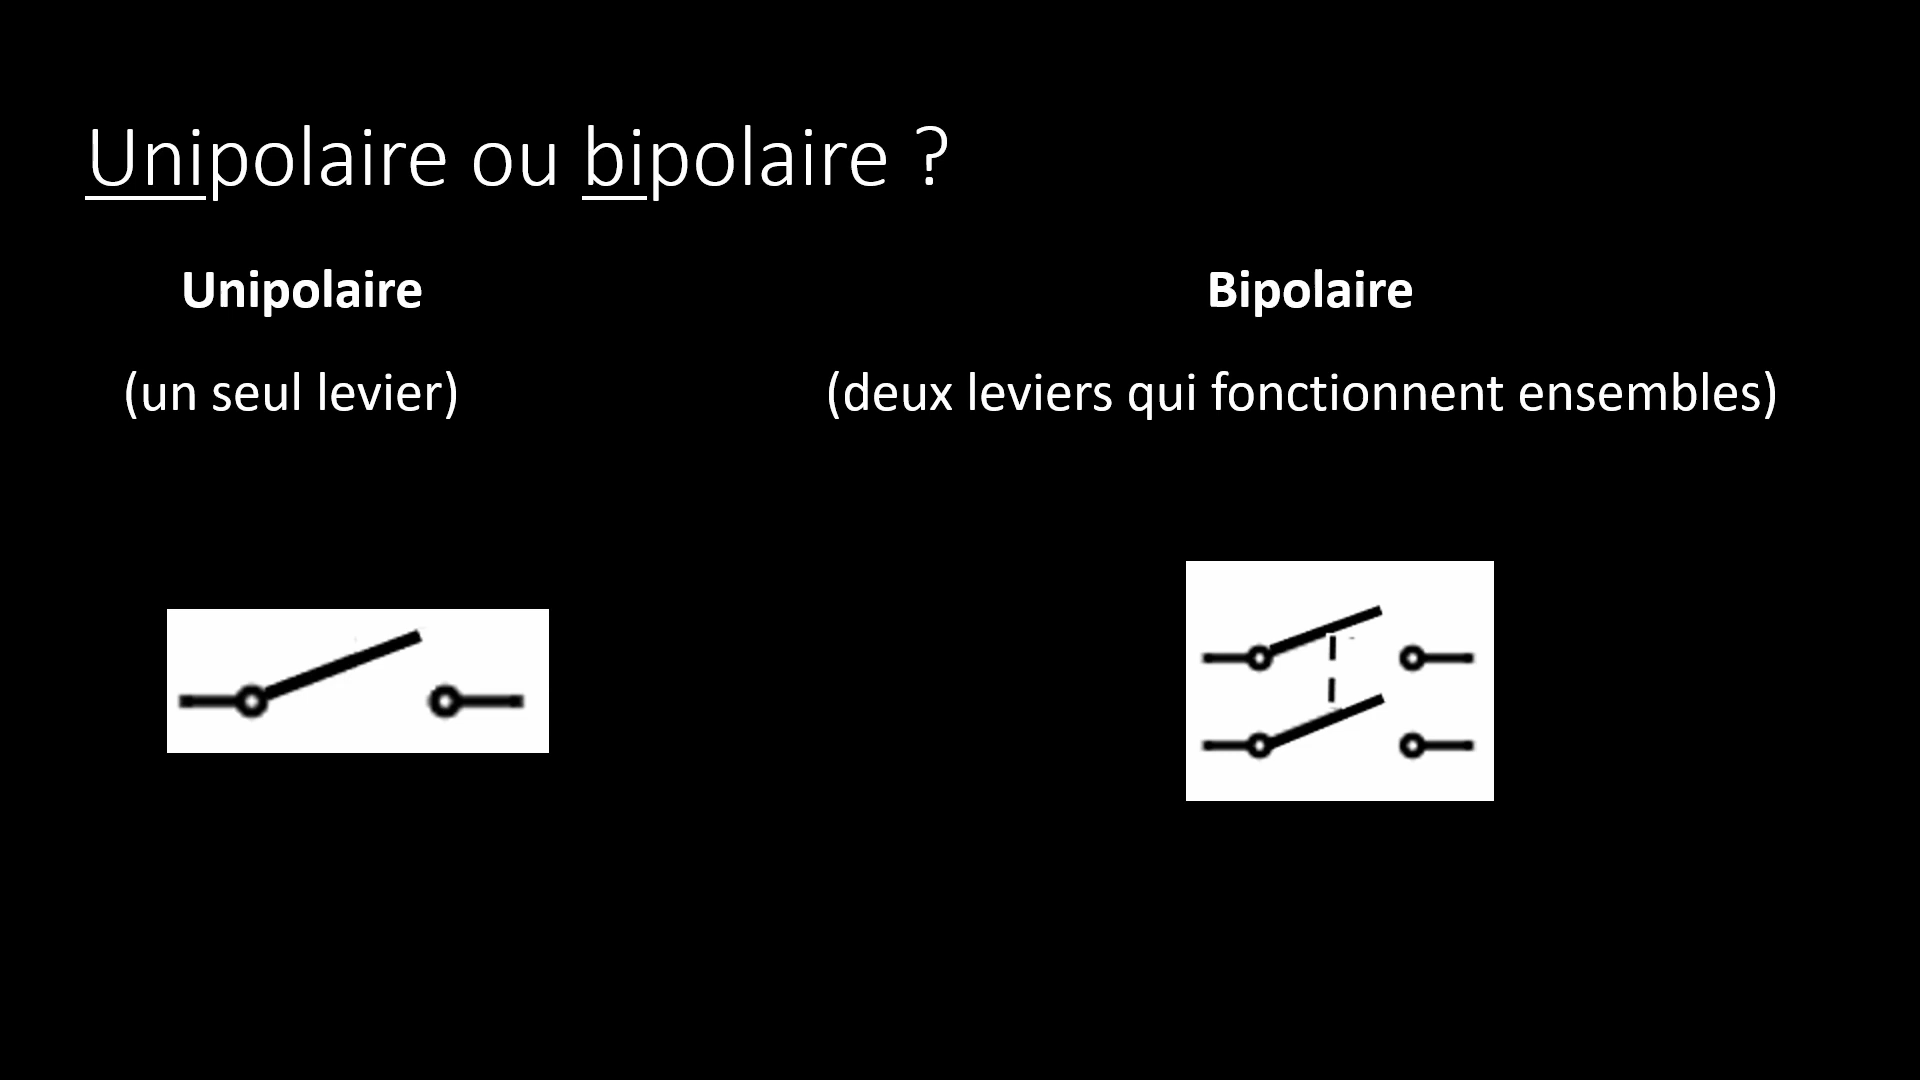 Unipolaire ou bipolaire ?
Unipolaire
(un seul levier)
Bipolaire
(deux leviers qui fonctionnent ensembles)